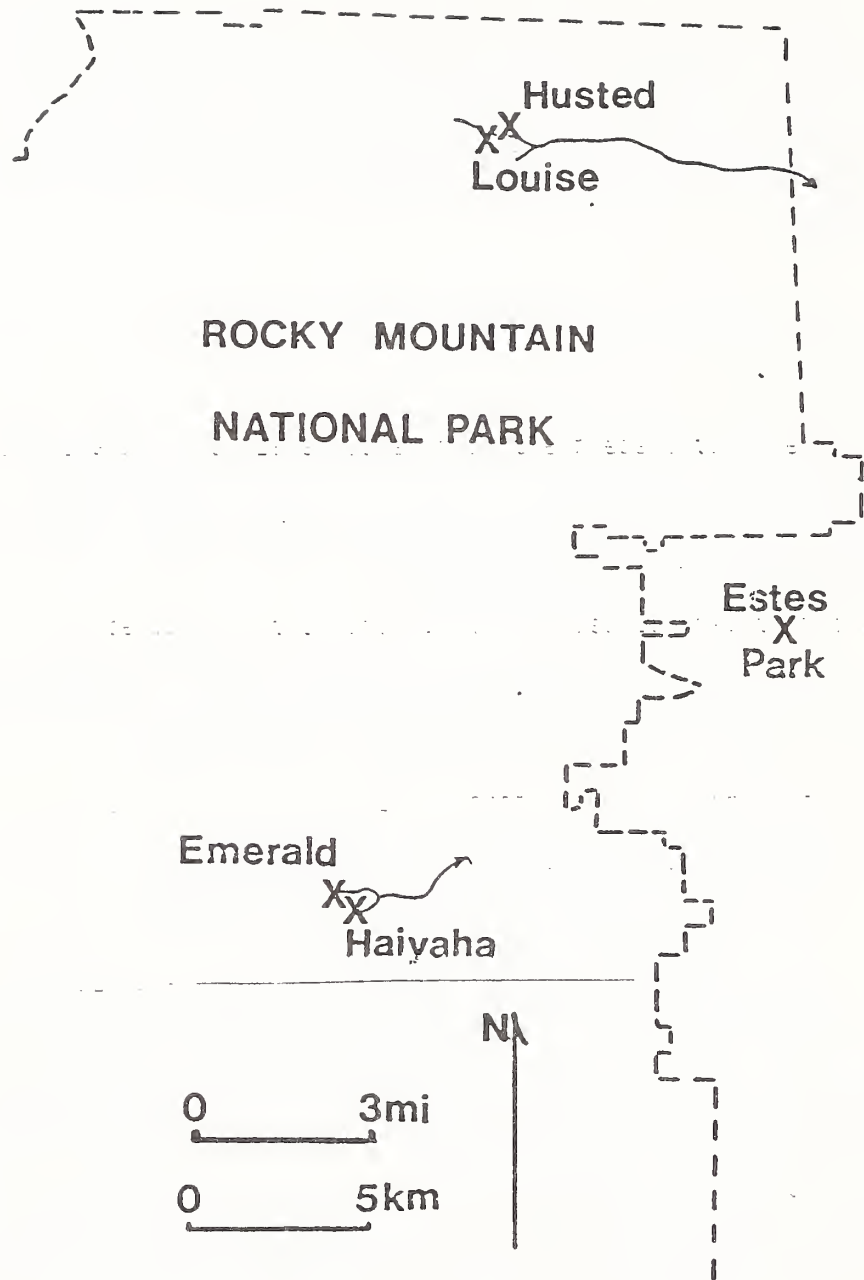 Husted
X
X
Louise
ROCKY MOUNTAIN
NATIONAL PARK
Estes
X
Park
Emerald
X
X
Haiyaha
N
0 3mi
0 5km